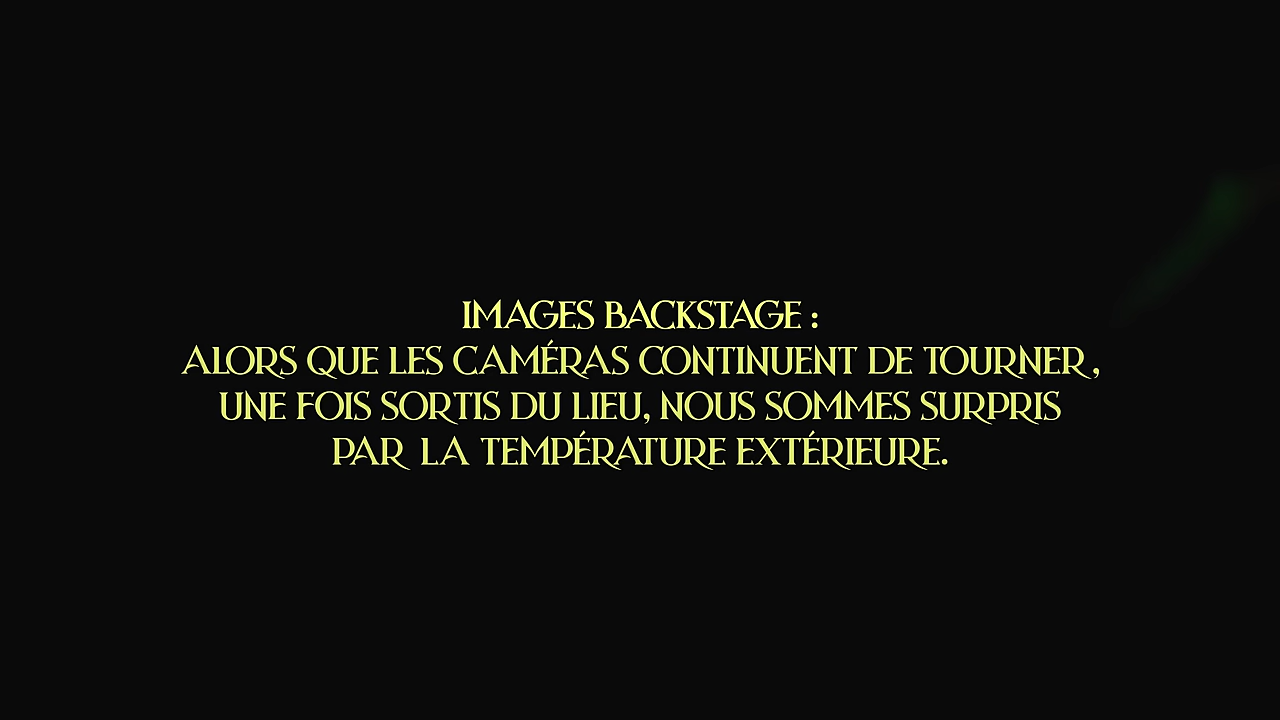 IMAGES BACKSTAGE :
ALORS QUE LES CAMÉRAS CONTINUENT DE TOURNER,
UNE FOIS SORTIS DU LIEU, NOUS SOMMES SURPRIS
PAR LA TEMPÉRATURE EXTÉRIEURE.